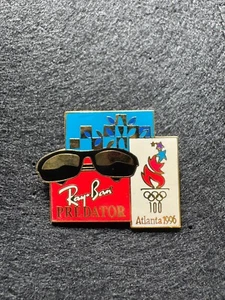 Ray-Ban
PREDATOR
100
Atlanta 1996